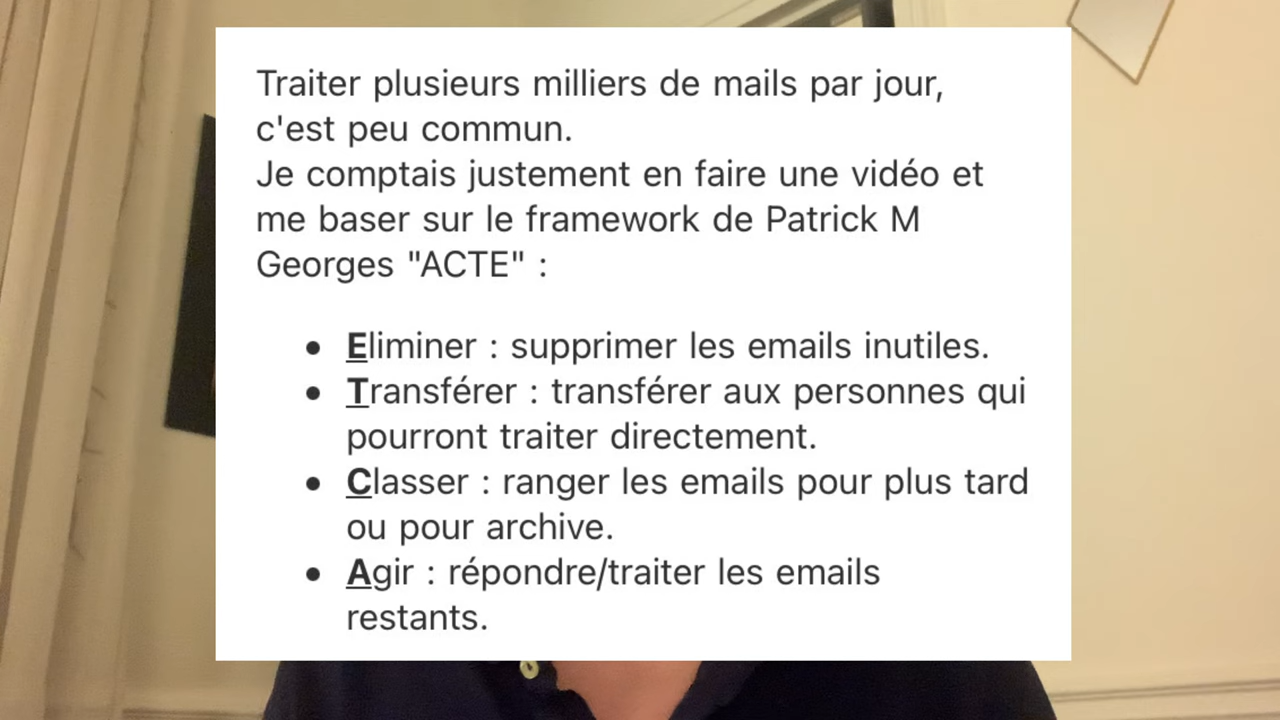 Traiter plusieurs milliers de mails par jour,
c'est peu commun.
Je comptais justement en faire une vidéo et
me baser sur le framework de Patrick M
Georges "ACTE" :
• Eliminer : supprimer les emails inutiles.
• Transférer : transférer aux personnes qui
pourront traiter directement.
• Classer : ranger les emails pour plus tard
ou pour archive.
• Agir : répondre/traiter les emails
restants.